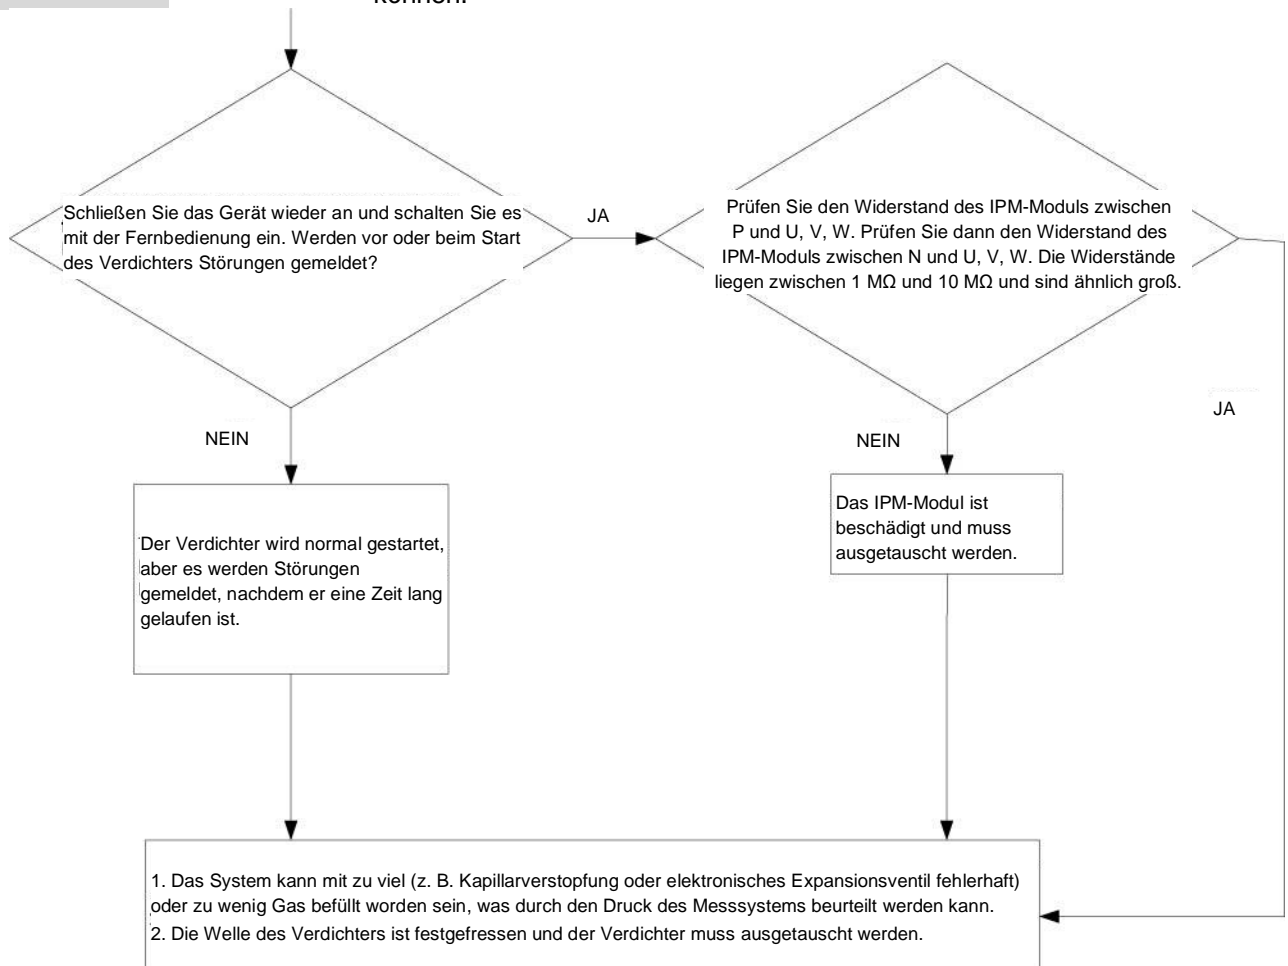 können.
Schließen Sie das Gerät wieder an und schalten Sie es
mit der Fernbedienung ein. Werden vor oder beim Start
des Verdichters Störungen gemeldet?
JA
Prüfen Sie den Widerstand des IPM-Moduls zwischen
P und U, V, W. Prüfen Sie dann den Widerstand des
IPM-Moduls zwischen N und U, V, W. Die Widerstände
liegen zwischen 1 MΩ und 10 MΩ und sind ähnlich groß.
JA
NEIN
NEIN
Der Verdichter wird normal gestartet,
aber es werden Störungen
gemeldet, nachdem er eine Zeit lang
gelaufen ist.
Das IPM-Modul ist
beschädigt und muss
ausgetauscht werden.
1. Das System kann mit zu viel (z. B. Kapillarverstopfung oder elektronisches Expansionsventil fehlerhaft)
oder zu wenig Gas befüllt worden sein, was durch den Druck des Messsystems beurteilt werden kann.
2. Die Welle des Verdichters ist festgefressen und der Verdichter muss ausgetauscht werden.